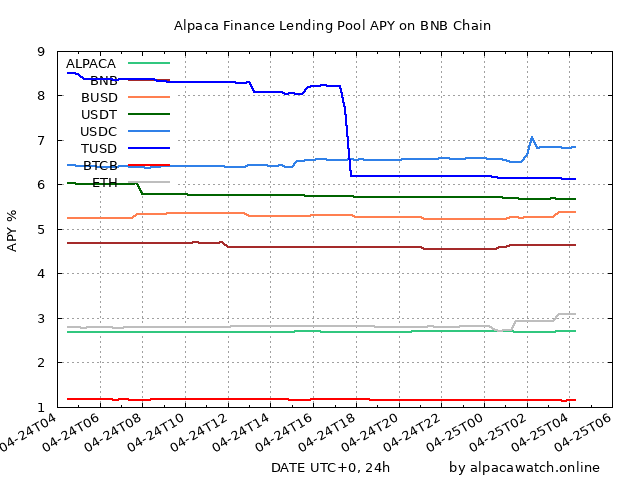 Alpaca Finance Lending Pool APY on BNB Chain
9
8
7
6
5
4
3
2
1
APY %
ALPACA
BNB
BUSD
USDT
USDC
TUSD
BTCB
ETH
04-24T04
04-24T06
04-24T08
04-24T10
04-24T12
04-24T14
04-24T16
04-24T18
04-24T20
04-24T22
04-25T00
04-25T02
04-25T04
04-25T06
DATE UTC+0, 24h
by alpacawatch.online